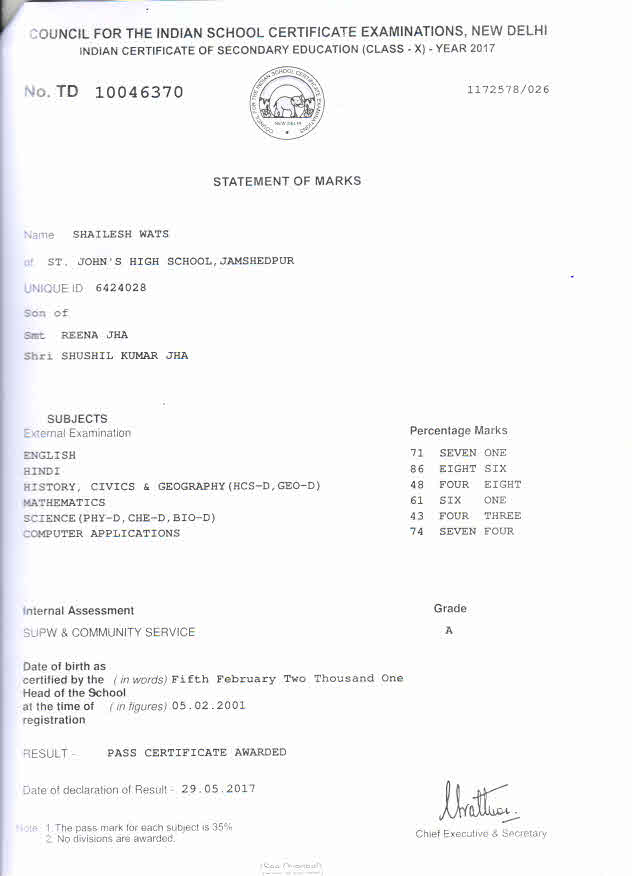 COUNCIL FOR THE INDIAN SCHOOL CERTIFICATE EXAMINATIONS, NEW DELHI
INDIAN CERTIFICATE OF SECONDARY EDUCATION (CLASS - X) - YEAR 2017
No. TD 10046370
1172578/026
COUNCIL FOR THE INDIAN SCHOOL CERTIFICATE EXAMINATIONS
NEW DELHI
STATEMENT OF MARKS
Name SHAILESH WATS
of ST. JOHN'S HIGH SCHOOL,JAMSHEDPUR
UNIQUE ID 6424028
Son of
Smt REENA JHA
Shri SHUSHIL KUMAR JHA
SUBJECTS
External Examination Percentage Marks
ENGLISH 71 SEVEN ONE
HINDI 86 EIGHT SIX
HISTORY, CIVICS & GEOGRAPHY(HCS-D,GEO-D) 48 FOUR EIGHT
MATHEMATICS 61 SIX ONE
SCIENCE(PHY-D,CHE-D,BIO-D) 43 FOUR THREE
COMPUTER APPLICATIONS 74 SEVEN FOUR
Internal Assessment Grade
SUPW & COMMUNITY SERVICE A
Date of birth as
certified by the (in words) Fifth February Two Thousand One
Head of the School
at the time of (in figures) 05.02.2001
registration
RESULT - PASS CERTIFICATE AWARDED
Date of declaration of Result - 29.05.2017
Chief Executive & Secretary
Note: 1. The pass mark for each subject is 35%
2. No divisions are awarded.